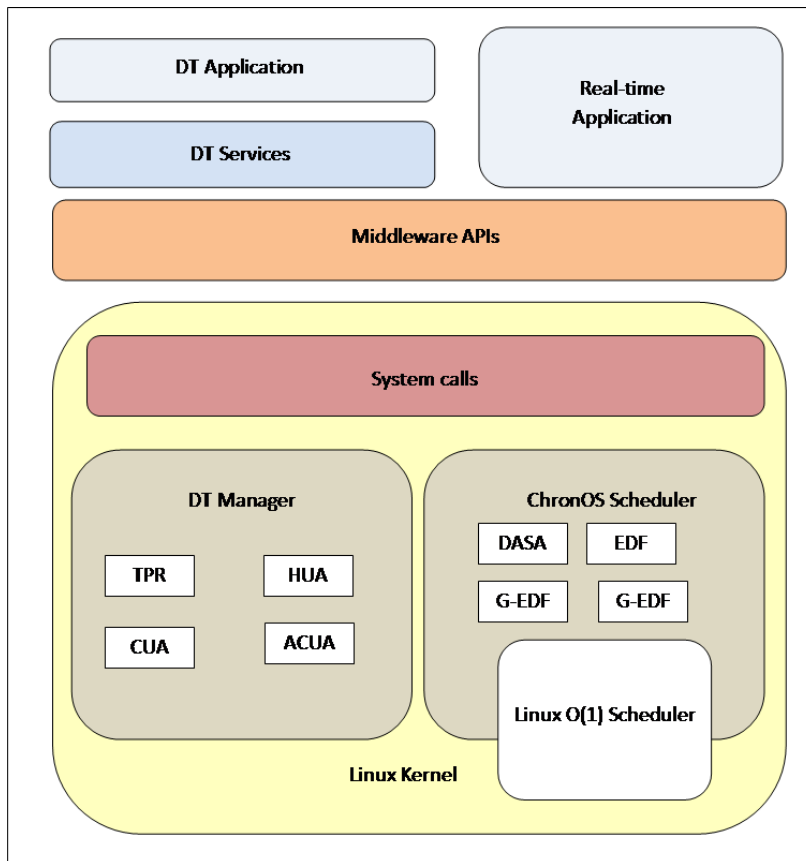 DT Application
Real-time
Application
DT Services
Middleware APIs
System calls
DT Manager
TPR
HUA
CUA
ACUA
ChronOS Scheduler
DASA
EDF
G-EDF
G-EDF
Linux O(1) Scheduler
Linux Kernel